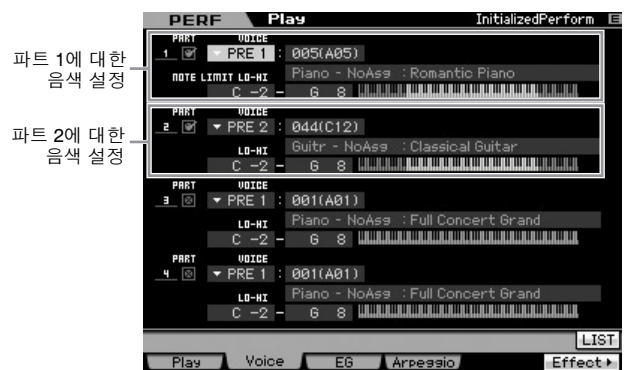 PERF Play InitializedPerform E
PART VOICE
1 PRE 1 : 005(A05)
파트 1에 대한
음색 설정
Piano - NoAsg : Romantic Piano
NOTE LIMIT LO-HI
C -2 - G 8
PART VOICE
2 PRE 2 : 044(C12)
파트 2에 대한
음색 설정
Guitr - NoAsg : Classical Guitar
LO-HI
C -2 - G 8
PART VOICE
3 PRE 1 : 001(A01)
Piano - NoAsg : Full Concert Grand
LO-HI
C -2 - G 8
PART VOICE
4 PRE 1 : 001(A01)
Piano - NoAsg : Full Concert Grand
LO-HI
C -2 - G 8
LIST
Play Voice EG Arpeggio Effect